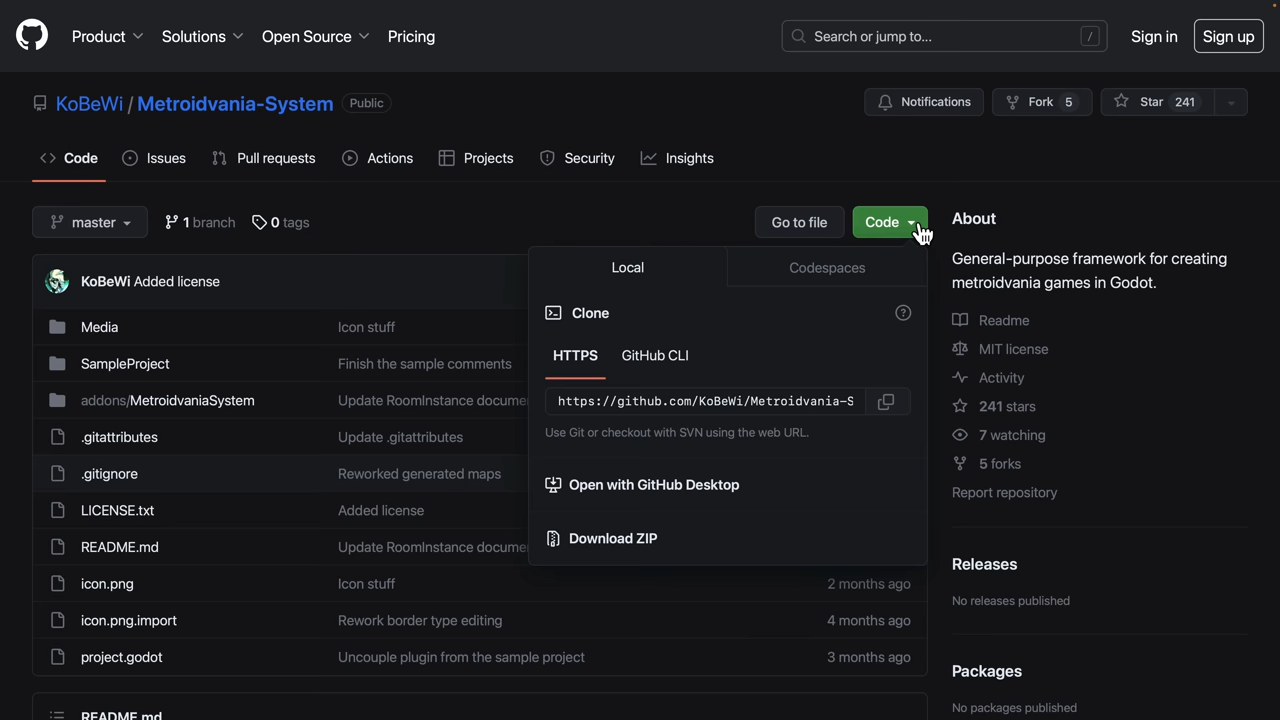 Product Solutions Open Source Pricing Search or jump to... / Sign in Sign up
KoBeWi / Metroidvania-System Public Notifications Fork 5 Star 241
Code Issues Pull requests Actions Projects Security Insights
master 1 branch 0 tags Go to file Code
KoBeWi Added license
Media Icon stuff
SampleProject Finish the sample comments
addons/MetroidvaniaSystem Update RoomInstance docume
.gitattributes Update .gitattributes
.gitignore Reworked generated maps
LICENSE.txt Added license
README.md Update RoomInstance docume
icon.png Icon stuff 2 months ago
icon.png.import Rework border type editing 4 months ago
project.godot Uncouple plugin from the sample project 3 months ago
README.md
Local Codespaces
Clone
HTTPS GitHub CLI
https://github.com/KoBeWi/Metroidvania-S
Use Git or checkout with SVN using the web URL.
Open with GitHub Desktop
Download ZIP
About
General-purpose framework for creating
metroidvania games in Godot.
Readme
MIT license
Activity
241 stars
7 watching
5 forks
Report repository
Releases
No releases published
Packages
No packages published